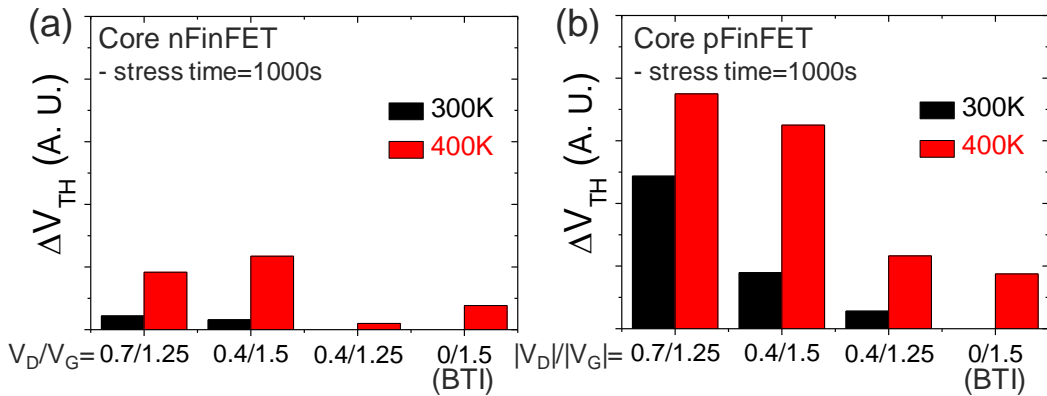 (a)
Core nFinFET
- stress time=1000s
300K
400K
ΔV_TH (A. U.)
V_D/V_G= 0.7/1.25 0.4/1.5 0.4/1.25 0/1.5
(BTI)
(b)
Core pFinFET
- stress time=1000s
300K
400K
ΔV_TH (A. U.)
|V_D|/|V_G|= 0.7/1.25 0.4/1.5 0.4/1.25 0/1.5
(BTI)